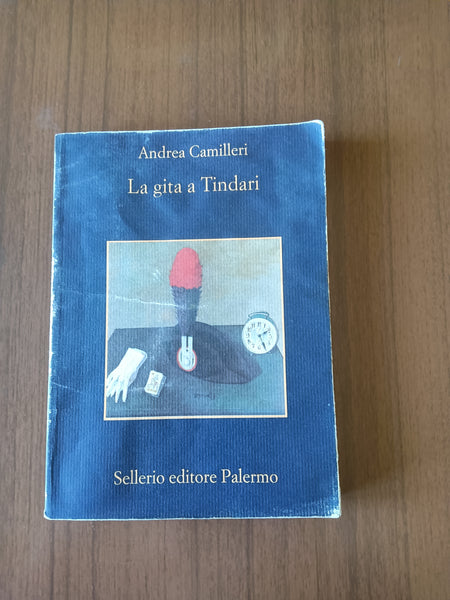 Andrea Camilleri
La gita a Tindari
Sellerio editore Palermo